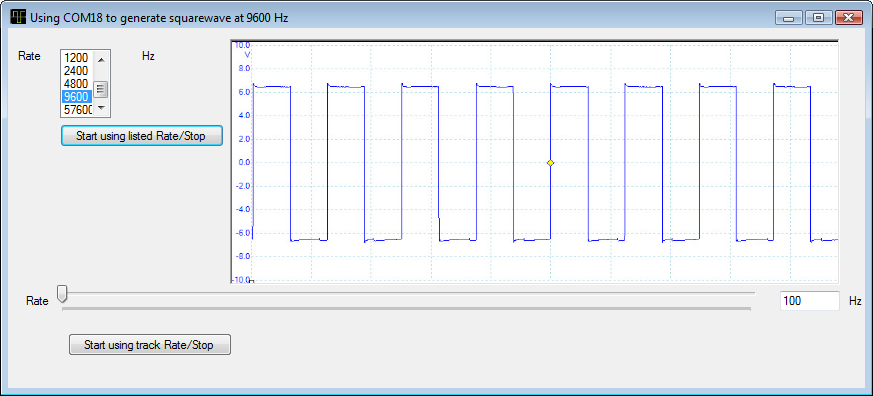 Using COM18 to generate squarewave at 9600 Hz
Rate
1200
2400
4800
9600
57600
Hz
Start using listed Rate/Stop
10.0
V
6.0
4.0
2.0
0.0
-2.0
-4.0
-6.0
-8.0
-10.0
Rate
100
Hz
Start using track Rate/Stop